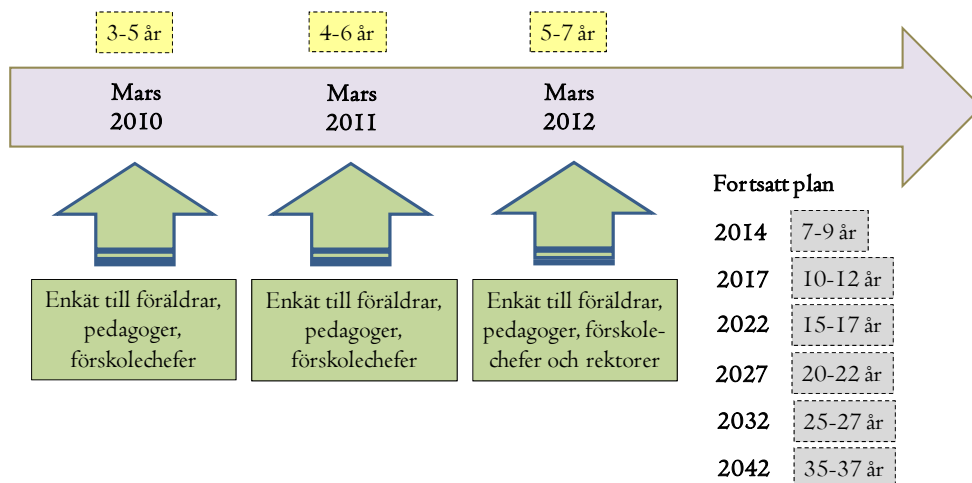 3-5 år
4-6 år
5-7 år
Mars
2010
Mars
2011
Mars
2012
Enkät till föräldrar,
pedagoger,
förskolechefer
Enkät till föräldrar,
pedagoger,
förskolechefer
Enkät till föräldrar,
pedagoger, förskole-
chefer och rektorer
Fortsatt plan
2014 7-9 år
2017 10-12 år
2022 15-17 år
2027 20-22 år
2032 25-27 år
2042 35-37 år